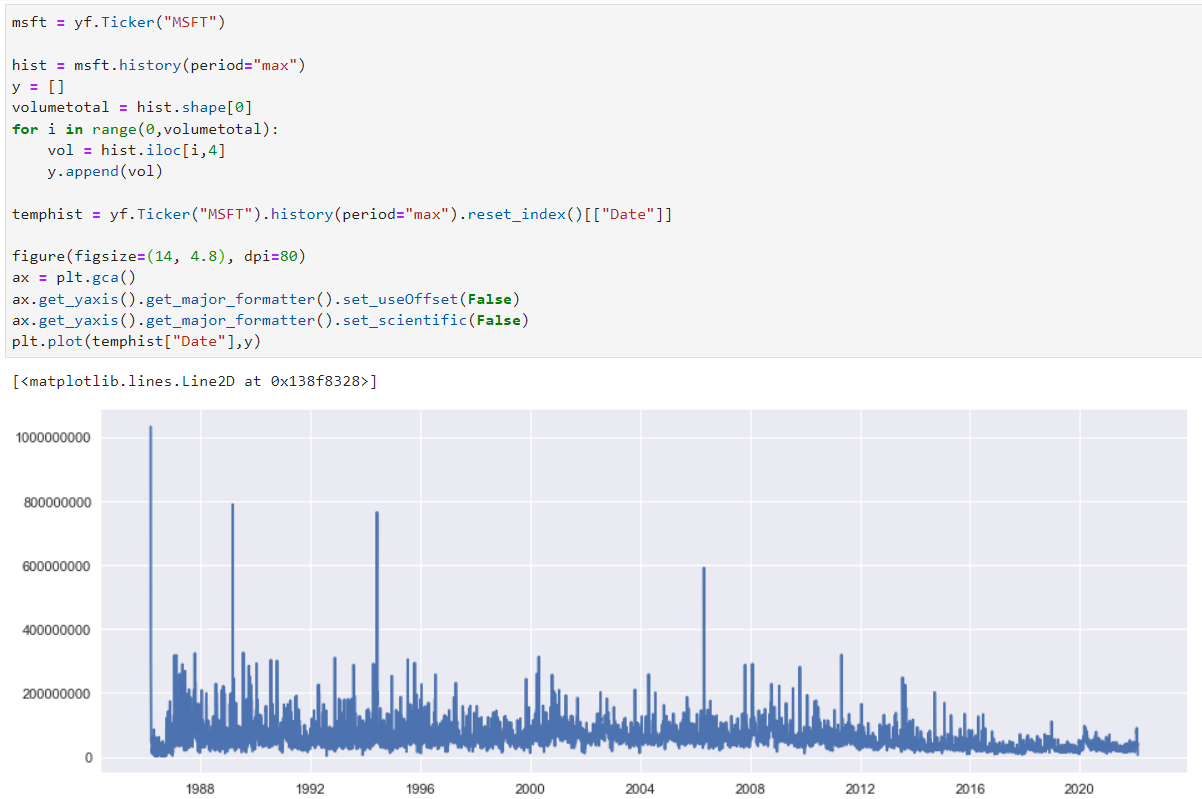 msft = yf.Ticker("MSFT")
hist = msft.history(period="max")
y = []
volumetotal = hist.shape[0]
for i in range(0,volumetotal):
    vol = hist.iloc[i,4]
    y.append(vol)
temphist = yf.Ticker("MSFT").history(period="max").reset_index()[["Date"]]
figure(figsize=(14, 4.8), dpi=80)
ax = plt.gca()
ax.get_yaxis().get_major_formatter().set_useOffset(False)
ax.get_yaxis().get_major_formatter().set_scientific(False)
plt.plot(temphist["Date"],y)
[<matplotlib.lines.Line2D at 0x138f8328>]
1000000000
800000000
600000000
400000000
200000000
0
1988 1992 1996 2000 2004 2008 2012 2016 2020